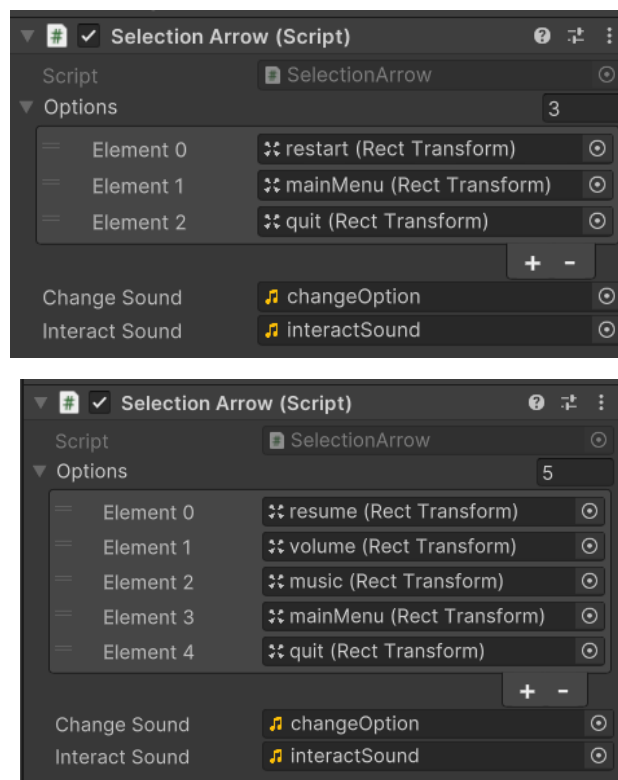 Selection Arrow (Script)
Script SelectionArrow
Options 3
Element 0 restart (Rect Transform)
Element 1 mainMenu (Rect Transform)
Element 2 quit (Rect Transform)
+ -
Change Sound changeOption
Interact Sound interactSound
Selection Arrow (Script)
Script SelectionArrow
Options 5
Element 0 resume (Rect Transform)
Element 1 volume (Rect Transform)
Element 2 music (Rect Transform)
Element 3 mainMenu (Rect Transform)
Element 4 quit (Rect Transform)
+ -
Change Sound changeOption
Interact Sound interactSound